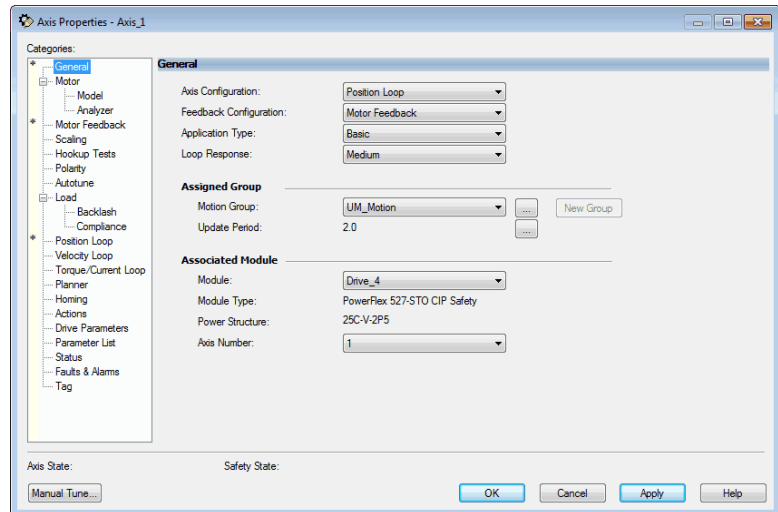 Axis Properties - Axis_1
Categories:
* General
Motor
Model
Analyzer
* Motor Feedback
Scaling
Hookup Tests
Polarity
Autotune
Load
Backlash
Compliance
* Position Loop
Velocity Loop
Torque/Current Loop
Planner
Homing
Actions
Drive Parameters
Parameter List
Status
Faults & Alarms
Tag
General
Axis Configuration: Position Loop
Feedback Configuration: Motor Feedback
Application Type: Basic
Loop Response: Medium
Assigned Group
Motion Group: UM_Motion ... New Group
Update Period: 2.0 ...
Associated Module
Module: Drive_4
Module Type: PowerFlex 527-STO CIP Safety
Power Structure: 25C-V-2P5
Axis Number: 1
Axis State: Safety State:
Manual Tune... OK Cancel Apply Help